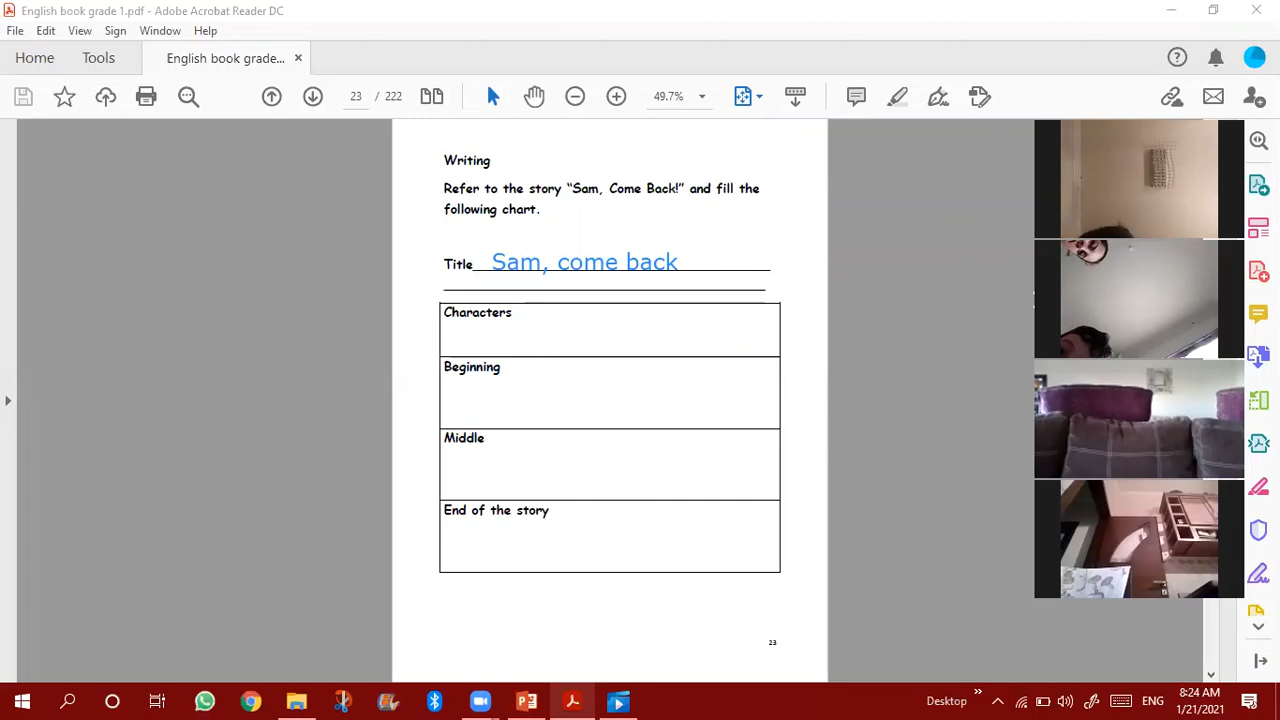 English book grade 1.pdf - Adobe Acrobat Reader DC
File Edit View Sign Window Help
Home Tools English book grade... ×
23 / 222 49.7%
Writing
Refer to the story “Sam, Come Back!” and fill the
following chart.
Title Sam, come back
Characters
Beginning
Middle
End of the story
23
Desktop » ENG 8:24 AM
1/21/2021